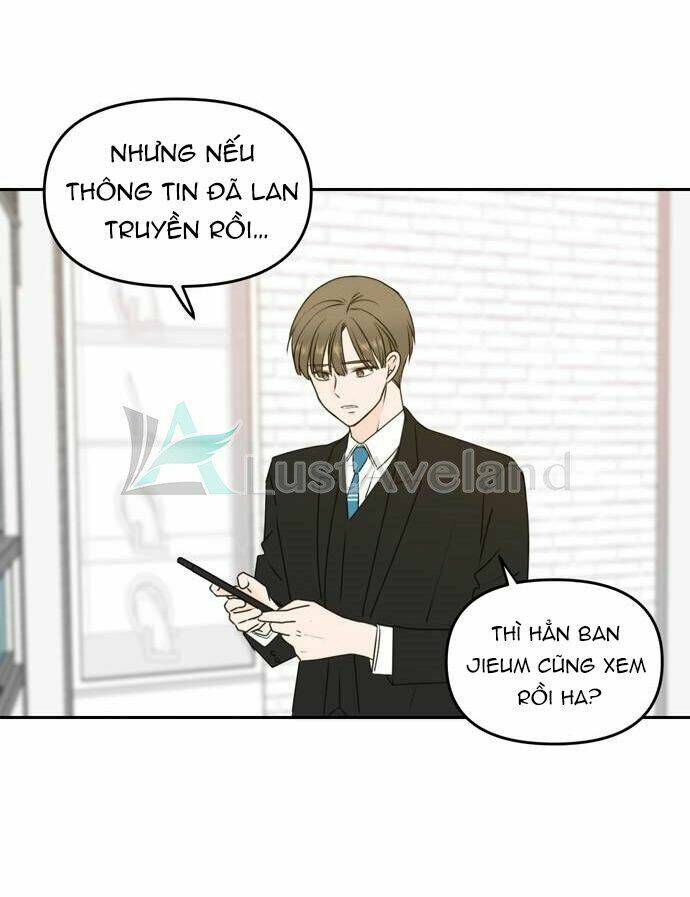 NHƯNG NẾU
THÔNG TIN ĐÃ LAN
TRUYỀN RỒI...
LustAveland
THÌ HẲN BAN
JIEUM CŨNG XEM
RỒI HA?